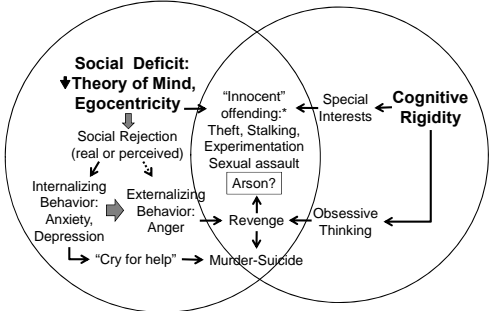 Social Deficit:
Theory of Mind,
Egocentricity
Social Rejection
(real or perceived)
Internalizing
Behavior:
Anxiety,
Depression
Externalizing
Behavior:
Anger
"Cry for help"
"Innocent"
offending:*
Theft, Stalking,
Experimentation
Sexual assault
Arson?
Revenge
Murder-Suicide
Special
Interests
Cognitive
Rigidity
Obsessive
Thinking